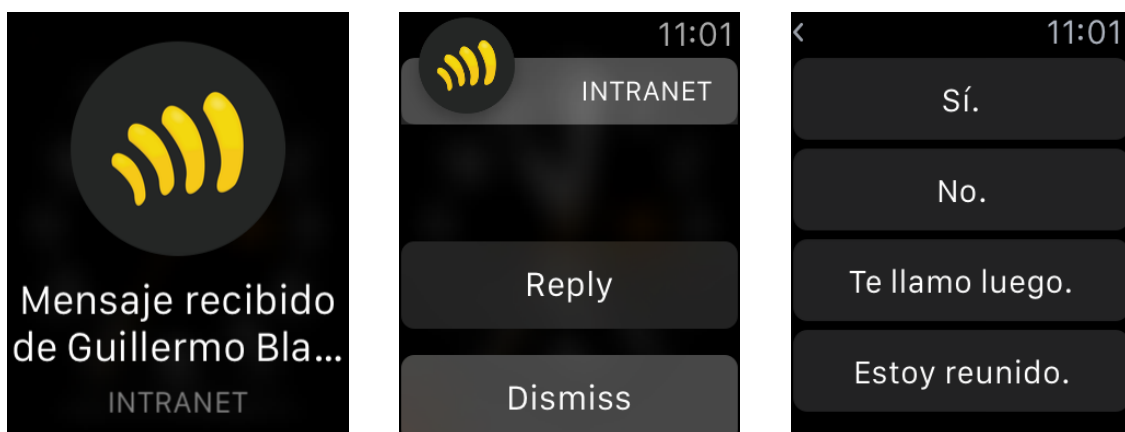 Mensaje recibido
de Guillermo Bla...
INTRANET
11:01
INTRANET
Reply
Dismiss
11:01
Sí.
No.
Te llamo luego.
Estoy reunido.